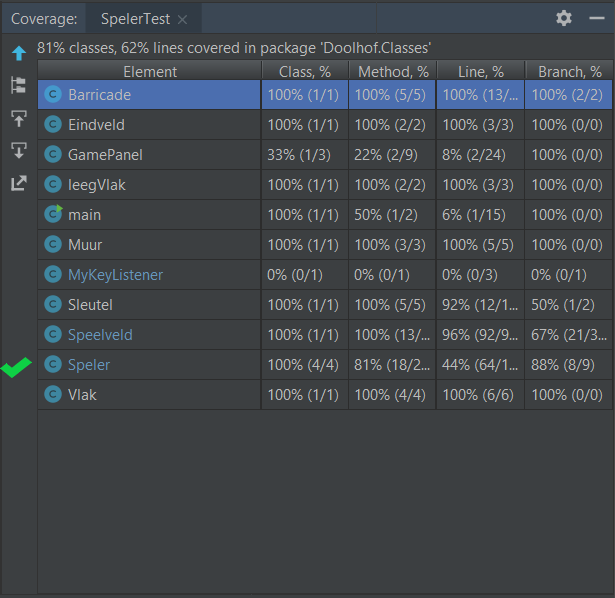 Coverage: SpelerTest
81% classes, 62% lines covered in package 'Doolhof.Classes'
Element Class, % Method, % Line, % Branch, %
Barricade 100% (1/1) 100% (5/5) 100% (13/... 100% (2/2)
Eindveld 100% (1/1) 100% (2/2) 100% (3/3) 100% (0/0)
GamePanel 33% (1/3) 22% (2/9) 8% (2/24) 100% (0/0)
leegVlak 100% (1/1) 100% (2/2) 100% (3/3) 100% (0/0)
main 100% (1/1) 50% (1/2) 6% (1/15) 100% (0/0)
Muur 100% (1/1) 100% (3/3) 100% (5/5) 100% (0/0)
MyKeyListener 0% (0/1) 0% (0/1) 0% (0/3) 0% (0/1)
Sleutel 100% (1/1) 100% (5/5) 92% (12/1... 50% (1/2)
Speelveld 100% (1/1) 100% (13/... 96% (92/9... 67% (21/3...
Speler 100% (4/4) 81% (18/2... 44% (64/1... 88% (8/9)
Vlak 100% (1/1) 100% (4/4) 100% (6/6) 100% (0/0)